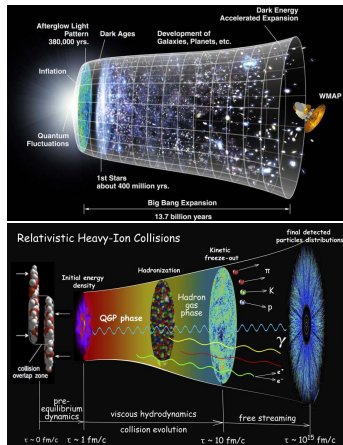 Dark Energy
Accelerated Expansion
Afterglow Light
Pattern
380,000 yrs.
Dark Ages
Development of
Galaxies, Planets, etc.
Inflation
WMAP
Quantum
Fluctuations
1st Stars
about 400 million yrs.
Big Bang Expansion
13.7 billion years
Relativistic Heavy-Ion Collisions
final detected
particles distributions
Kinetic
freeze-out
Hadronization
Initial energy
density
π
K
p
Hadron
gas
phase
QGP phase
γ
e⁺
e⁻
collision
overlap zone
pre-
equilibrium
dynamics
viscous hydrodynamics
free streaming
collision evolution
τ ~ 0 fm/c
τ ~ 1 fm/c
τ ~ 10 fm/c
τ ~ 10¹⁵ fm/c